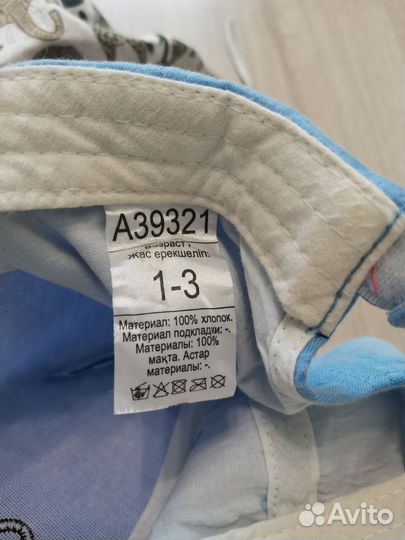 A39321
Возраст /
Жас ерекшелігі:
1-3
Материал: 100% хлопок.
Материал подкладки: -.
Материалы: 100%
мақта. Астар
материалы: -.
Avito